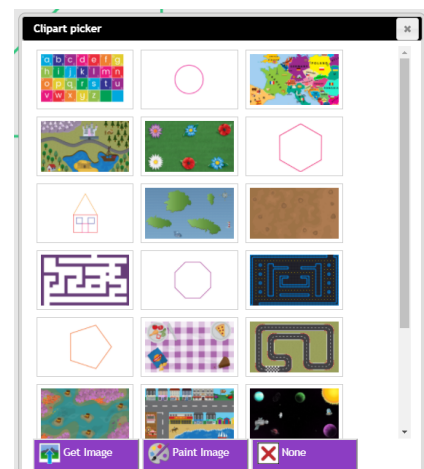 Clipart picker
a b c d e f g
h i j k l m n
o p q r s t u
v w x y z
Get Image
Paint Image
None